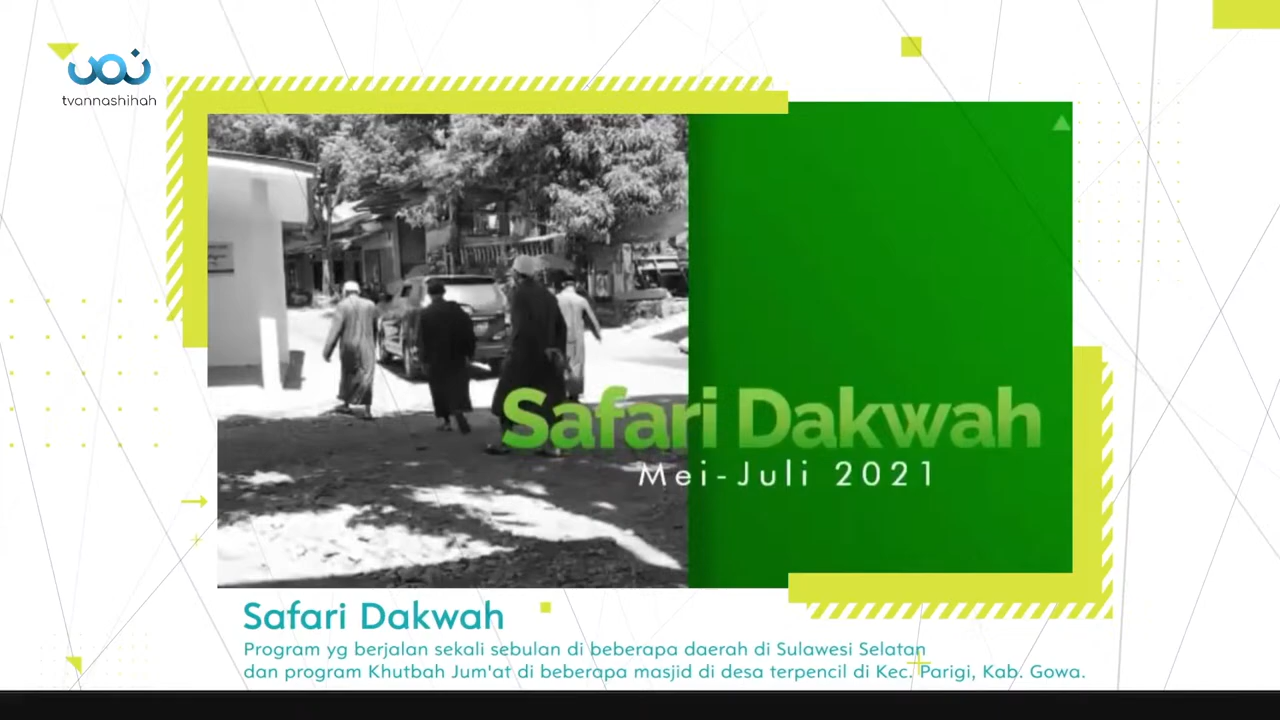 tvannashihah
Safari Dakwah
Mei-Juli 2021
Safari Dakwah
Program yg berjalan sekali sebulan di beberapa daerah di Sulawesi Selatan
dan program Khutbah Jum'at di beberapa masjid di desa terpencil di Kec. Parigi, Kab. Gowa.